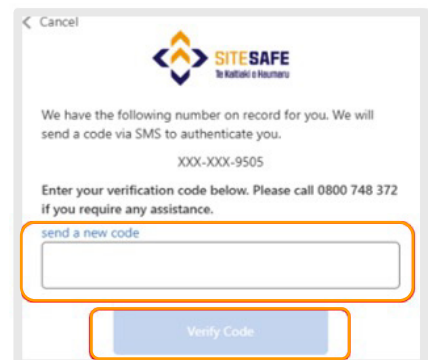 Cancel
SITESAFE
Te Kaitiaki o Haumaru
We have the following number on record for you. We will
send a code via SMS to authenticate you.
XXX-XXX-9505
Enter your verification code below. Please call 0800 748 372
if you require any assistance.
send a new code
Verify Code